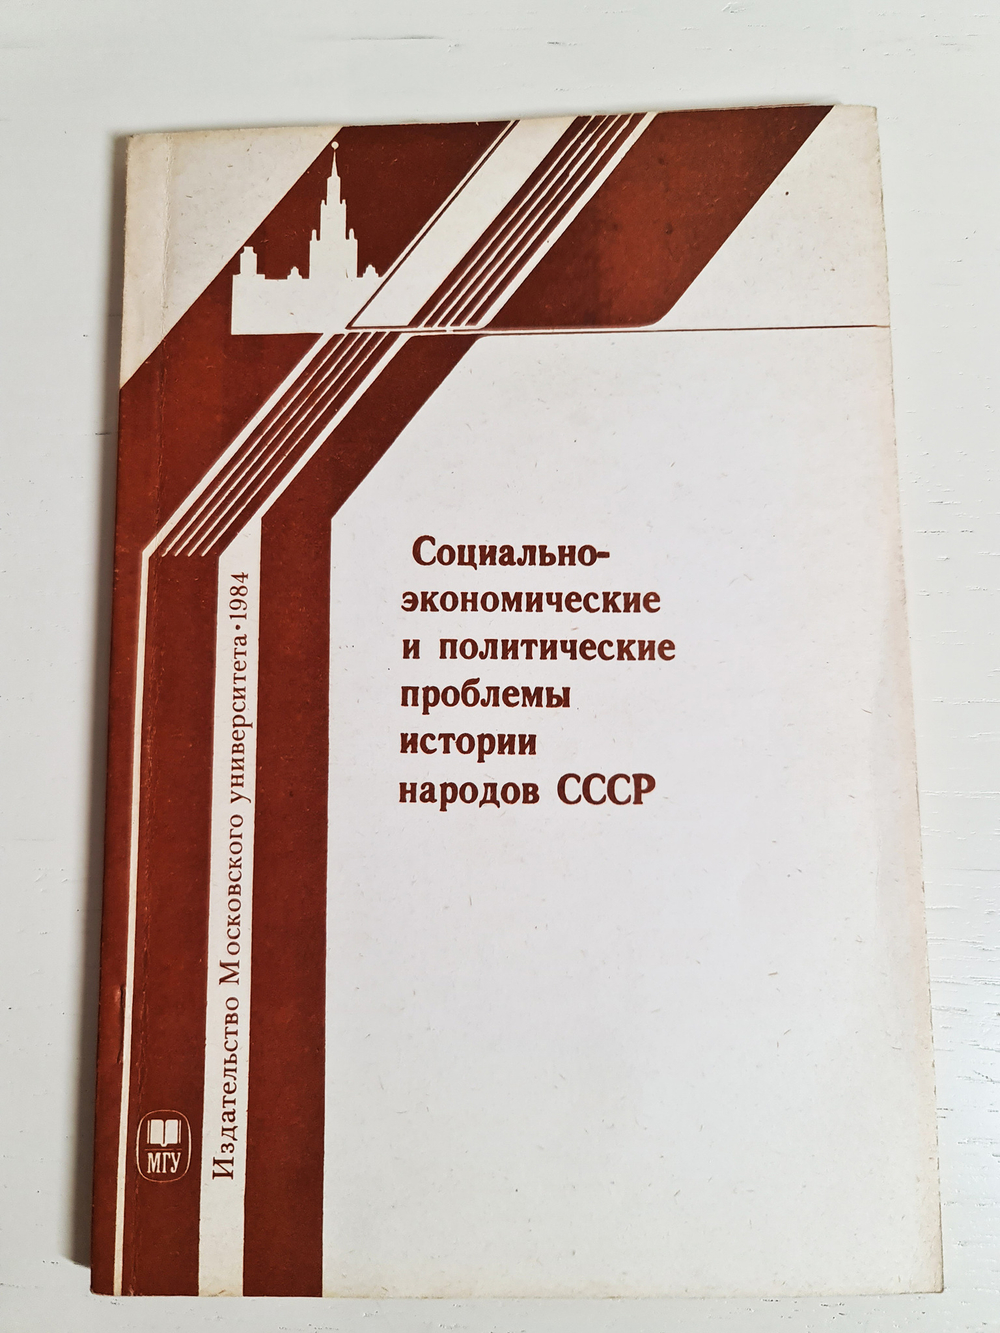 Социально-
экономические
и политические
проблемы
истории
народов СССР
Издательство Московского университета · 1984
МГУ